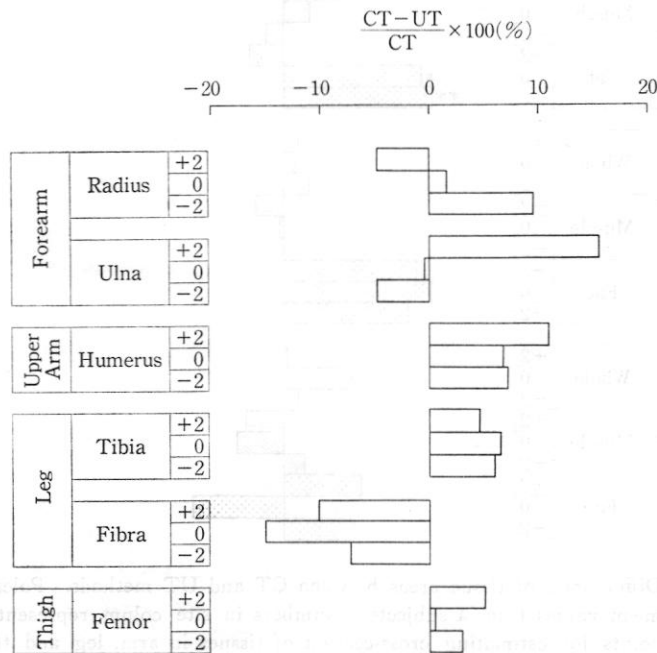 CT−UT
CT
×100(%)
−20 −10 0 10 20
Forearm
Radius
+2
0
−2
Ulna
+2
0
−2
Upper Arm
Humerus
+2
0
−2
Leg
Tibia
+2
0
−2
Fibra
+2
0
−2
Thigh
Femor
+2
0
−2